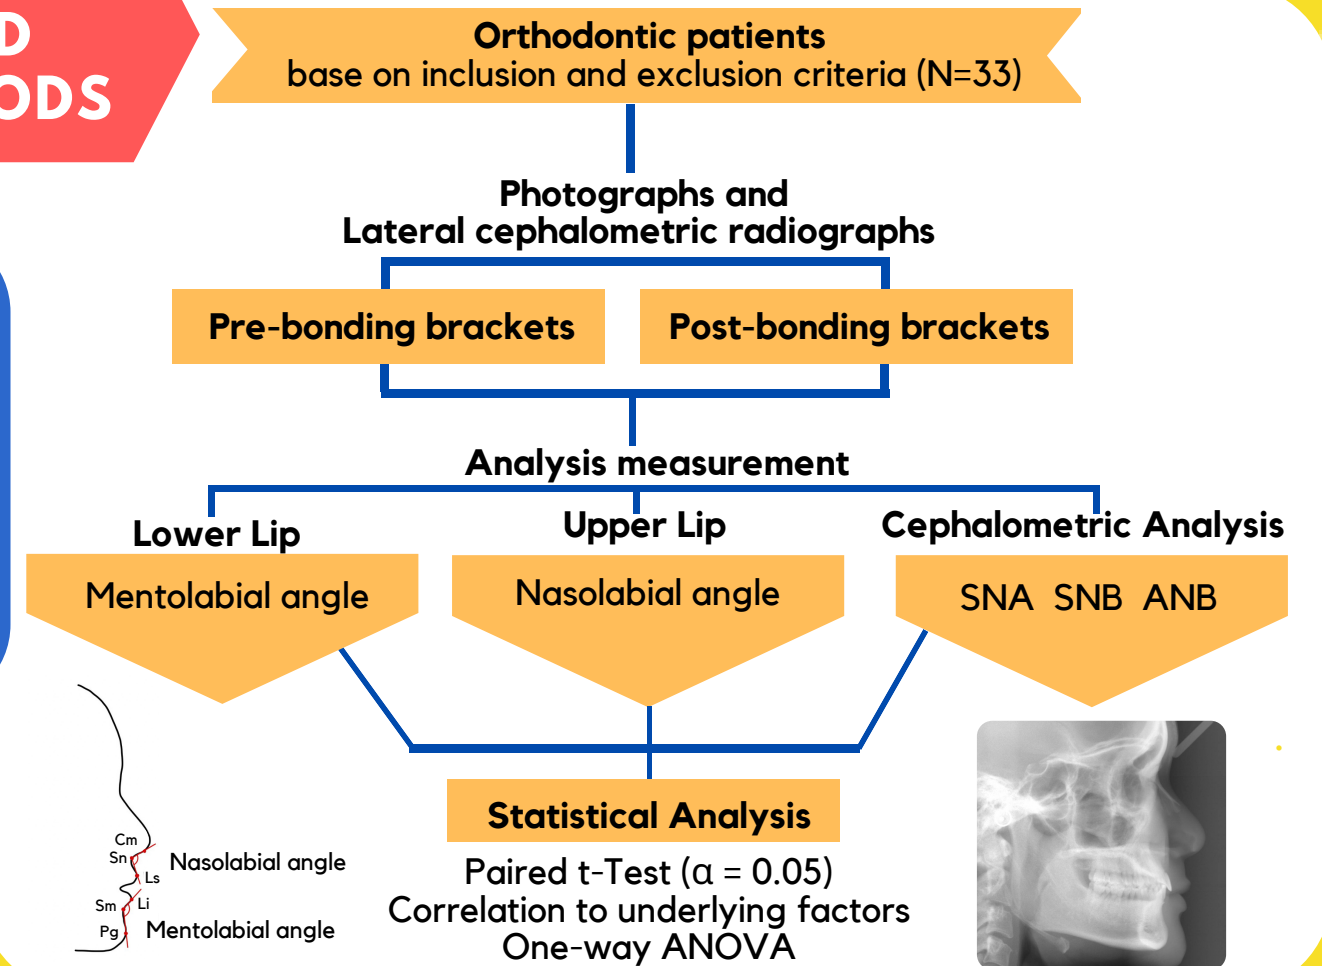 D
ODS
Orthodontic patients
base on inclusion and exclusion criteria (N=33)
Photographs and
Lateral cephalometric radiographs
Pre-bonding brackets
Post-bonding brackets
Analysis measurement
Lower Lip
Upper Lip
Cephalometric Analysis
Mentolabial angle
Nasolabial angle
SNA SNB ANB
Cm
Sn
Nasolabial angle
Ls
Sm
Li
Pg
Mentolabial angle
Statistical Analysis
Paired t-Test (α = 0.05)
Correlation to underlying factors
One-way ANOVA